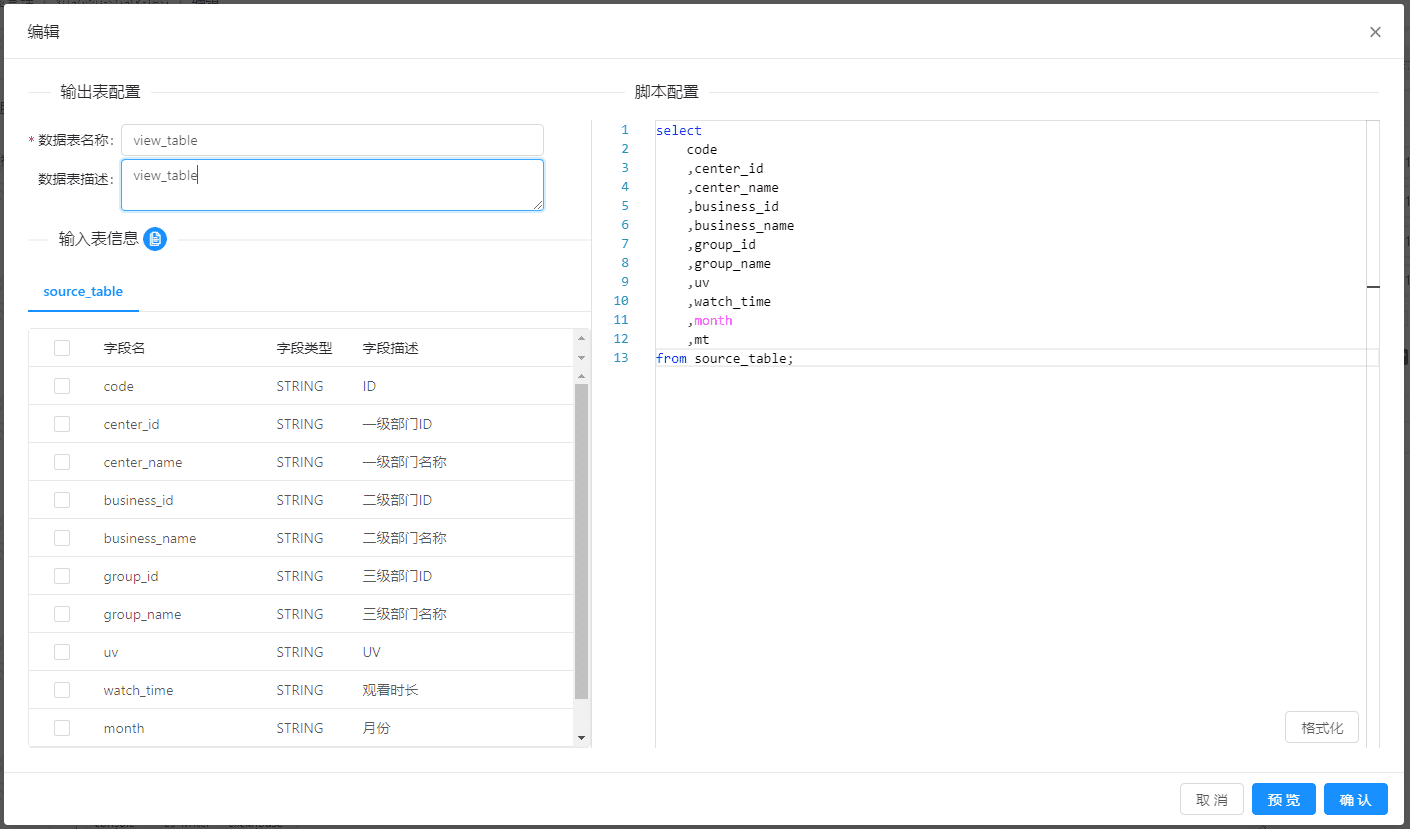 编辑
输出表配置
* 数据表名称: view_table
数据表描述: view_table
输入表信息
source_table
字段名 字段类型 字段描述
code STRING ID
center_id STRING 一级部门ID
center_name STRING 一级部门名称
business_id STRING 二级部门ID
business_name STRING 二级部门名称
group_id STRING 三级部门ID
group_name STRING 三级部门名称
uv STRING UV
watch_time STRING 观看时长
month STRING 月份
脚本配置
1 select
2 code
3 ,center_id
4 ,center_name
5 ,business_id
6 ,business_name
7 ,group_id
8 ,group_name
9 ,uv
10 ,watch_time
11 ,month
12 ,mt
13 from source_table;
格式化
取 消 预 览 确 认